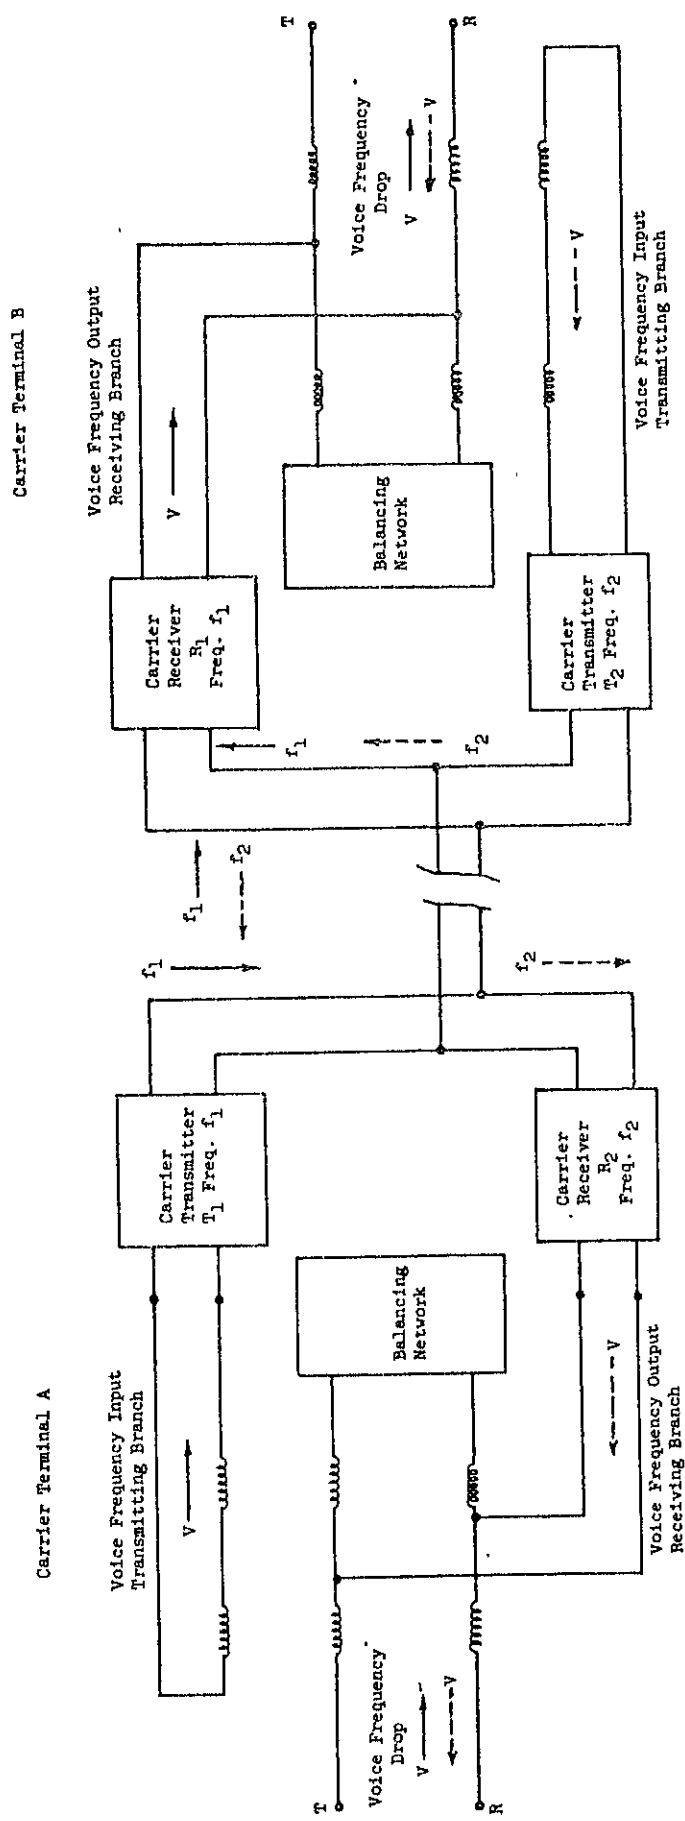 Carrier Terminal A
Carrier Terminal B
Voice Frequency Input
Transmitting Branch
V
Carrier
Transmitter
T1 Freq. f1
f1
f1
f2
Carrier
Receiver
R1
Freq. f1
Voice Frequency Output
Receiving Branch
V
f1
f2
T
Voice Frequency
Drop
V
V
R
Balancing
Network
Balancing
Network
T
Voice Frequency
Drop
V
V
R
V
Voice Frequency Output
Receiving Branch
Carrier
Receiver
R2
Freq. f2
f2
Carrier
Transmitter
T2 Freq. f2
V
Voice Frequency Input
Transmitting Branch